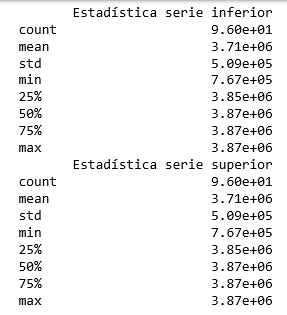 Estadística serie inferior
count 9.60e+01
mean 3.71e+06
std 5.09e+05
min 7.67e+05
25% 3.85e+06
50% 3.87e+06
75% 3.87e+06
max 3.87e+06
Estadística serie superior
count 9.60e+01
mean 3.71e+06
std 5.09e+05
min 7.67e+05
25% 3.85e+06
50% 3.87e+06
75% 3.87e+06
max 3.87e+06